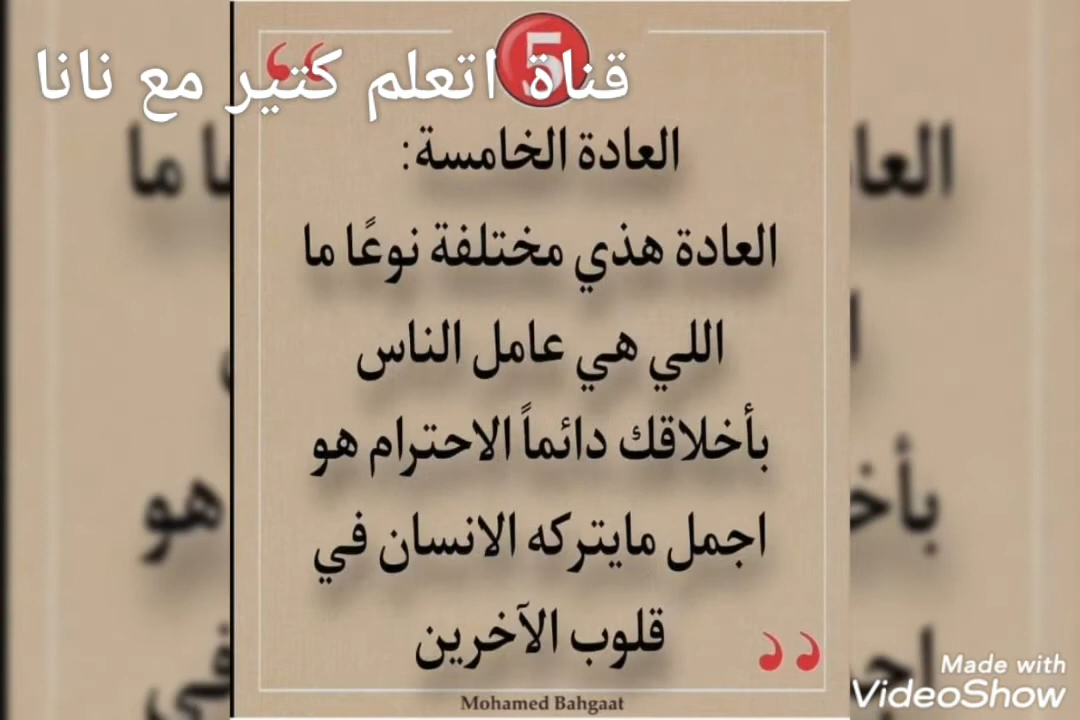 5
قناة اتعلم كتير مع نانا
العادة الخامسة:
العادة هذي مختلفة نوعًا ما
اللي هي عامل الناس
بأخلاقك دائماً الاحترام هو
اجمل مايتركه الانسان في
قلوب الآخرين
Mohamed Bahgaat
Made with
VideoShow